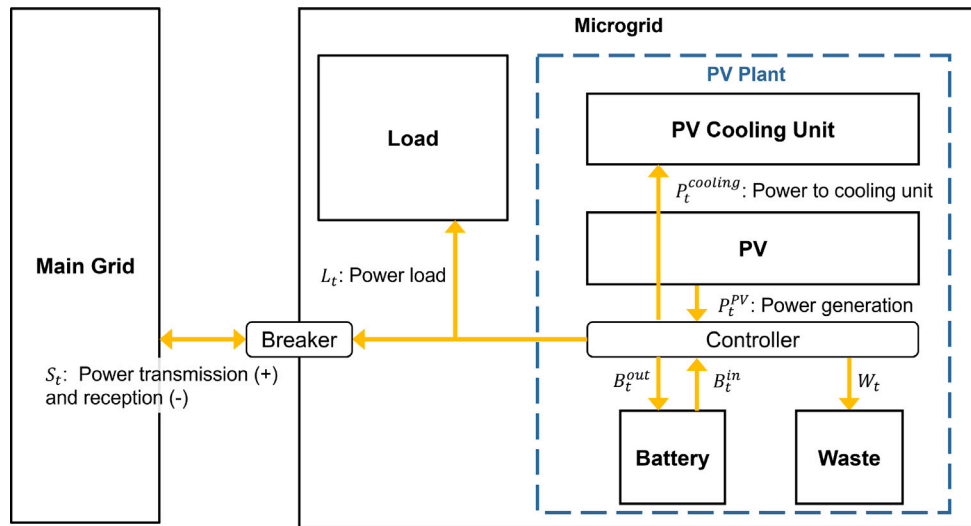 Microgrid
PV Plant
Load
PV Cooling Unit
P_t^{cooling}: Power to cooling unit
PV
Main Grid
L_t: Power load
P_t^{PV}: Power generation
Breaker
Controller
S_t: Power transmission (+)
and reception (-)
B_t^{out}
B_t^{in}
W_t
Battery
Waste